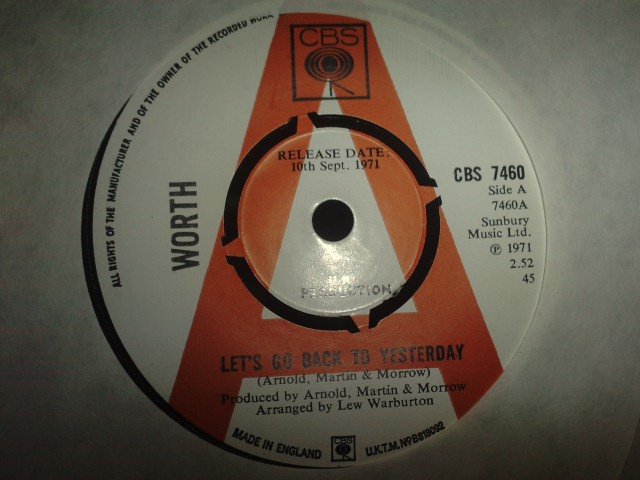 ALL RIGHTS OF THE MANUFACTURER AND OF THE OWNER OF THE RECORDED WORK
CBS
RELEASE DATE.
10th Sept. 1971
CBS 7460
Side A
7460A
Sunbury
Music Ltd.
℗ 1971
2.52
45
WORTH
PRODUCTION
LET'S GO BACK TO YESTERDAY
(Arnold, Martin & Morrow)
Produced by Arnold, Martin & Morrow
Arranged by Lew Warburton
MADE IN ENGLAND
CBS
U.K.T.M. Nº B818092